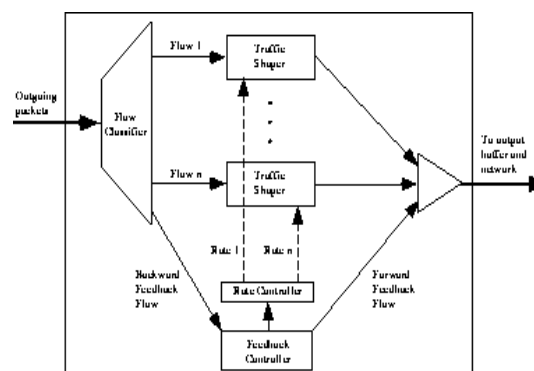 Flow 1
Traffic
Shaper
Outgoing
packets
Flow
Classifier
To output
buffer and
network
Flow n
Traffic
Shaper
Rate 1
Rate n
Backward
Feedback
Flow
Rate Controller
Forward
Feedback
Flow
Feedback
Controller